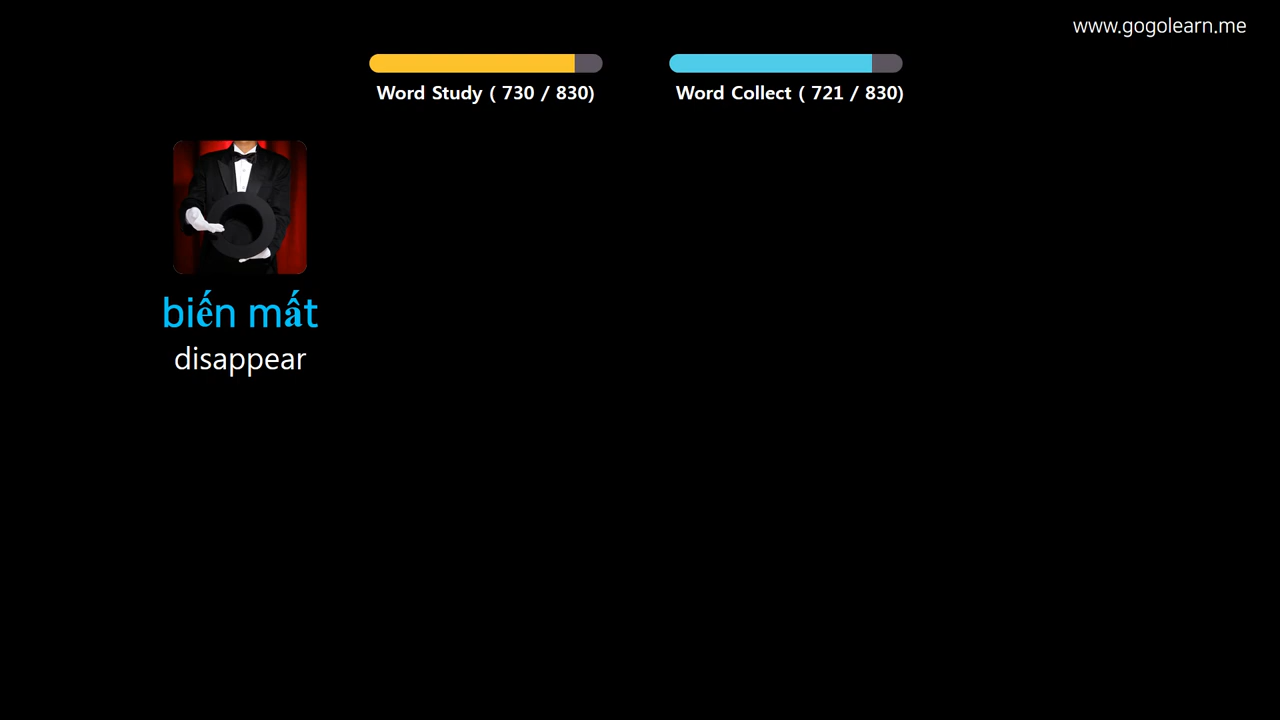 www.gogolearn.me
Word Study ( 730 / 830)
Word Collect ( 721 / 830)
biến mất
disappear